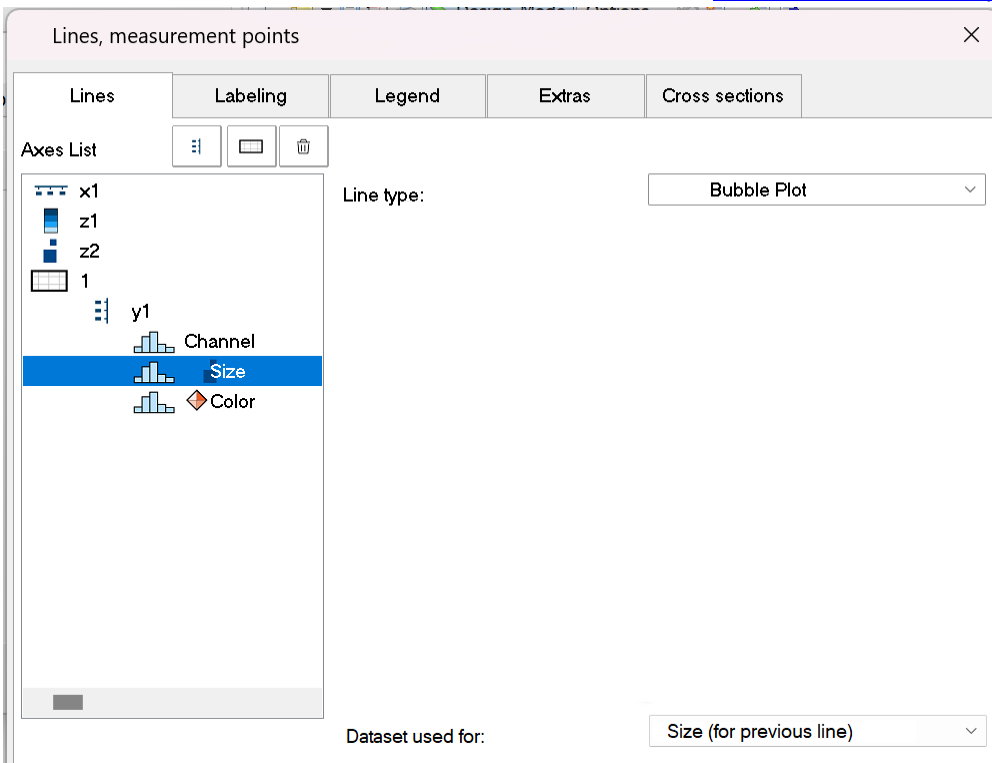 Lines, measurement points
Lines Labeling Legend Extras Cross sections
Axes List
x1
Line type: Bubble Plot
z1
z2
1
y1
Channel
Size
Color
Dataset used for: Size (for previous line)